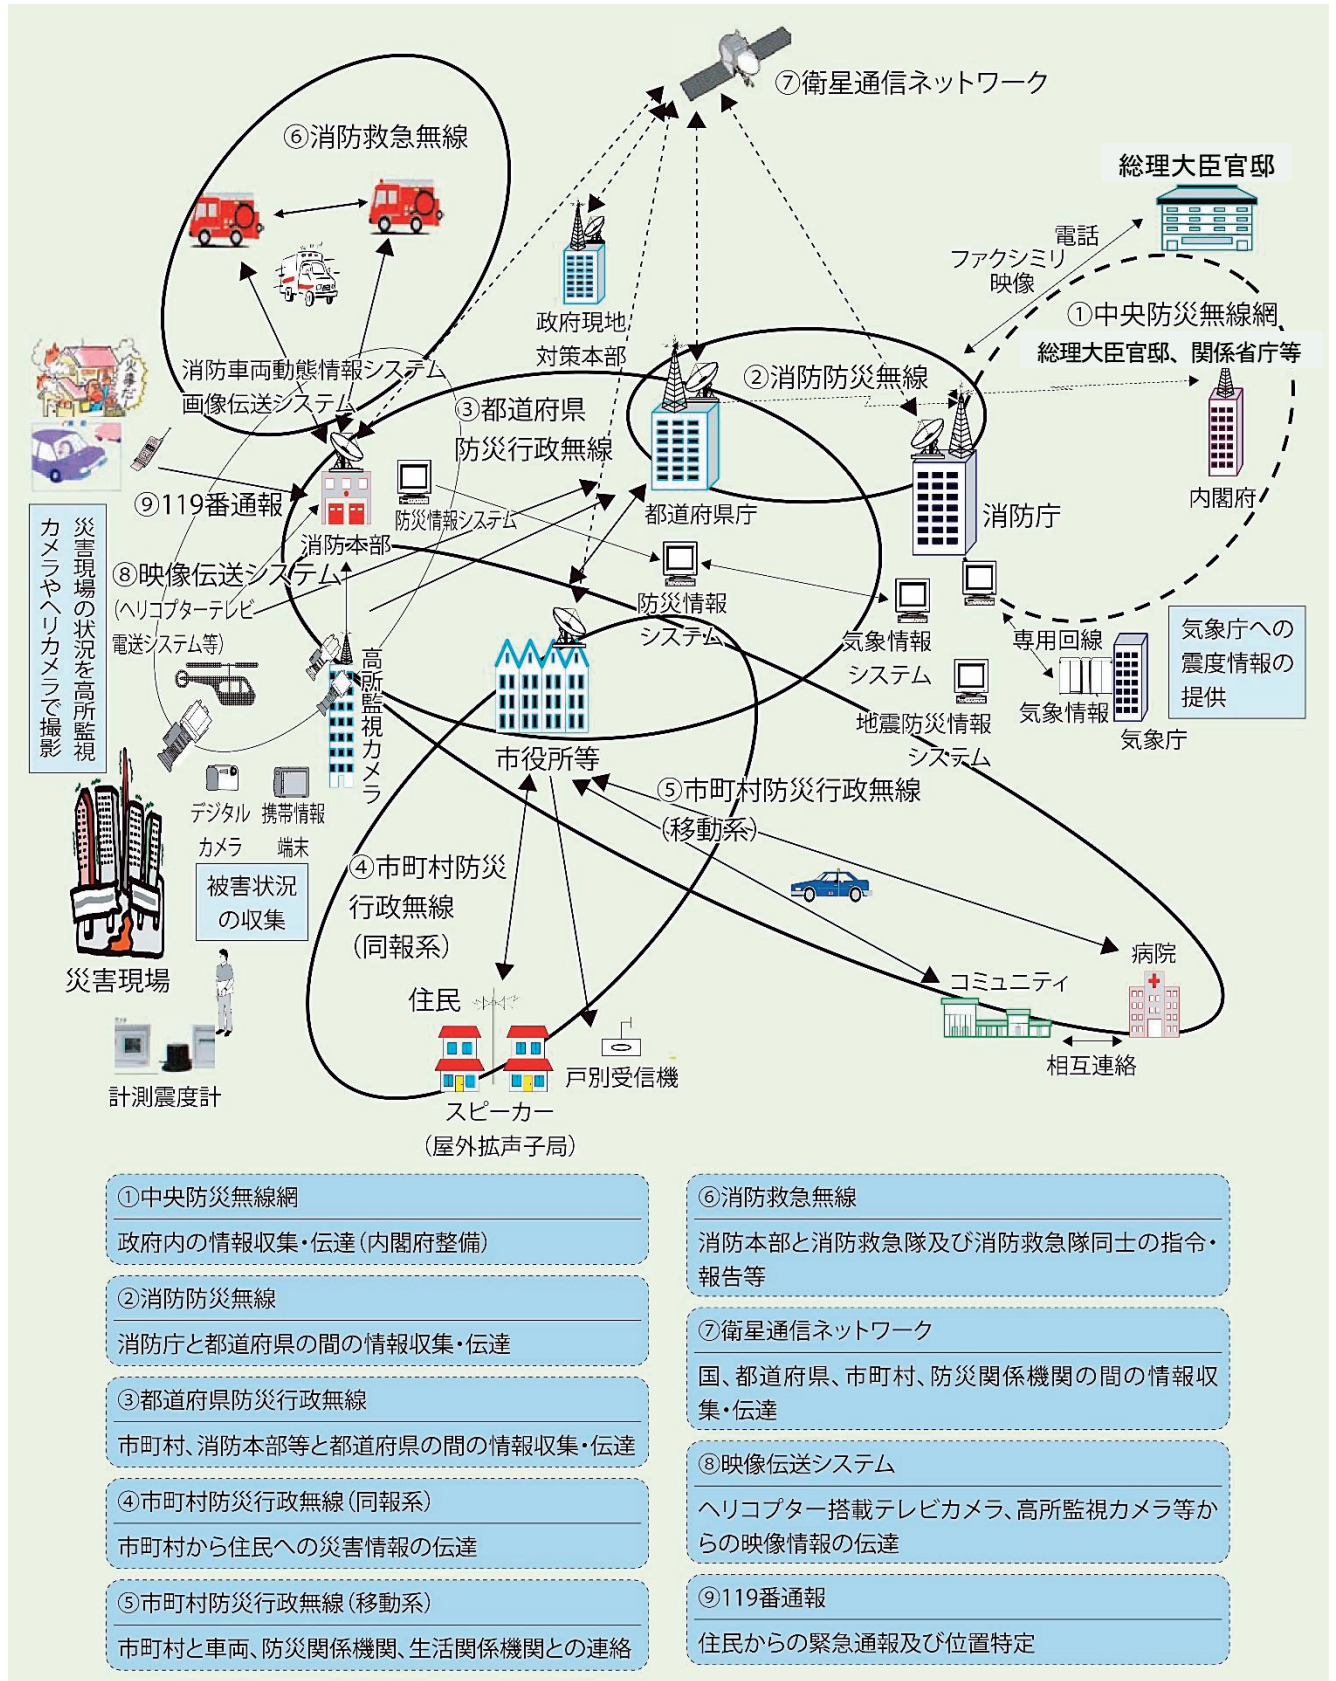 ⑦衛星通信ネットワーク
⑥消防救急無線
総理大臣官邸
電話
ファクシミリ
映像
①中央防災無線網
総理大臣官邸、関係省庁等
政府現地
対策本部
②消防防災無線
消防車両動態情報システム
画像伝送システム
③都道府県
防災行政無線
火事だ!
内閣府
⑨119番通報
防災情報システム
都道府県庁
消防庁
消防本部
災害現場の状況を高所監視
カメラやヘリカメラで撮影
⑧映像伝送システム
(ヘリコプターテレビ
電送システム等)
防災情報
システム
気象情報
システム
専用回線
気象庁への
震度情報の
提供
高所監視カメラ
気象情報
気象庁
地震防災情報
システム
市役所等
⑤市町村防災行政無線
(移動系)
デジタル
カメラ
携帯情報
端末
④市町村防災
行政無線
(同報系)
被害状況
の収集
災害現場
病院
コミュニティ
住民
相互連絡
戸別受信機
計測震度計
スピーカー
(屋外拡声子局)
①中央防災無線網
政府内の情報収集・伝達(内閣府整備)
②消防防災無線
消防庁と都道府県の間の情報収集・伝達
③都道府県防災行政無線
市町村、消防本部等と都道府県の間の情報収集・伝達
④市町村防災行政無線(同報系)
市町村から住民への災害情報の伝達
⑤市町村防災行政無線(移動系)
市町村と車両、防災関係機関、生活関係機関との連絡
⑥消防救急無線
消防本部と消防救急隊及び消防救急隊同士の指令・
報告等
⑦衛星通信ネットワーク
国、都道府県、市町村、防災関係機関の間の情報収
集・伝達
⑧映像伝送システム
ヘリコプター搭載テレビカメラ、高所監視カメラ等か
らの映像情報の伝達
⑨119番通報
住民からの緊急通報及び位置特定